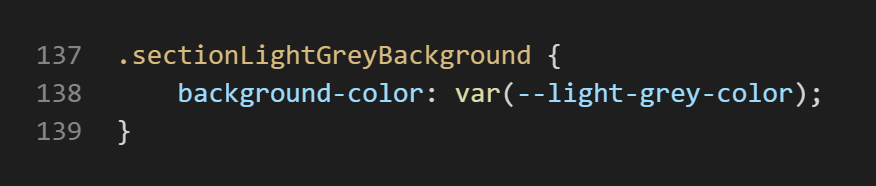 137 .sectionLightGreyBackground {
138     background-color: var(--light-grey-color);
139 }